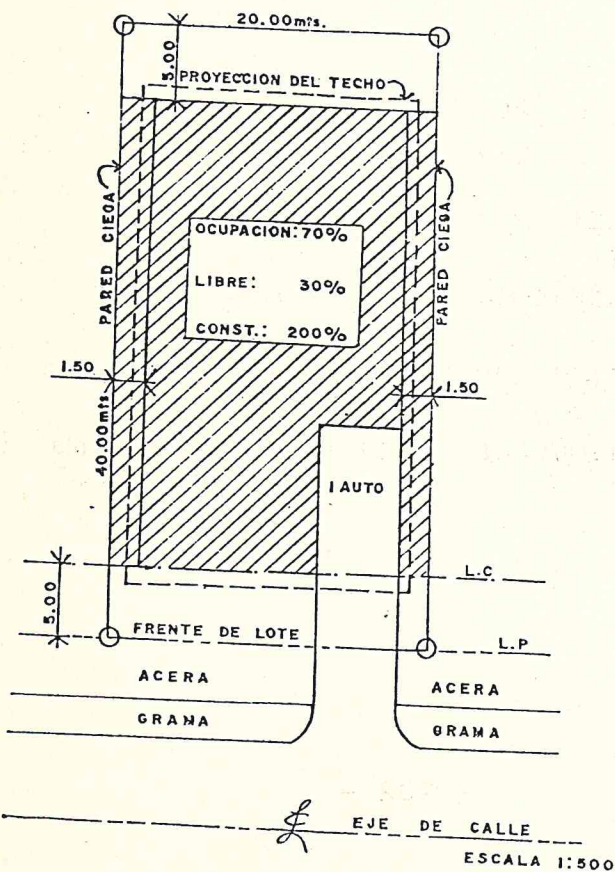 20.00mts.
5.00
PROYECCION DEL TECHO
PARED CIEGA
PARED CIEGA
OCUPACION: 70%
LIBRE: 30%
CONST.: 200%
1.50
1.50
40.00mts.
1 AUTO
5.00
L.C
FRENTE DE LOTE
L.P
ACERA
ACERA
GRAMA
GRAMA
EJE DE CALLE
ESCALA 1:500